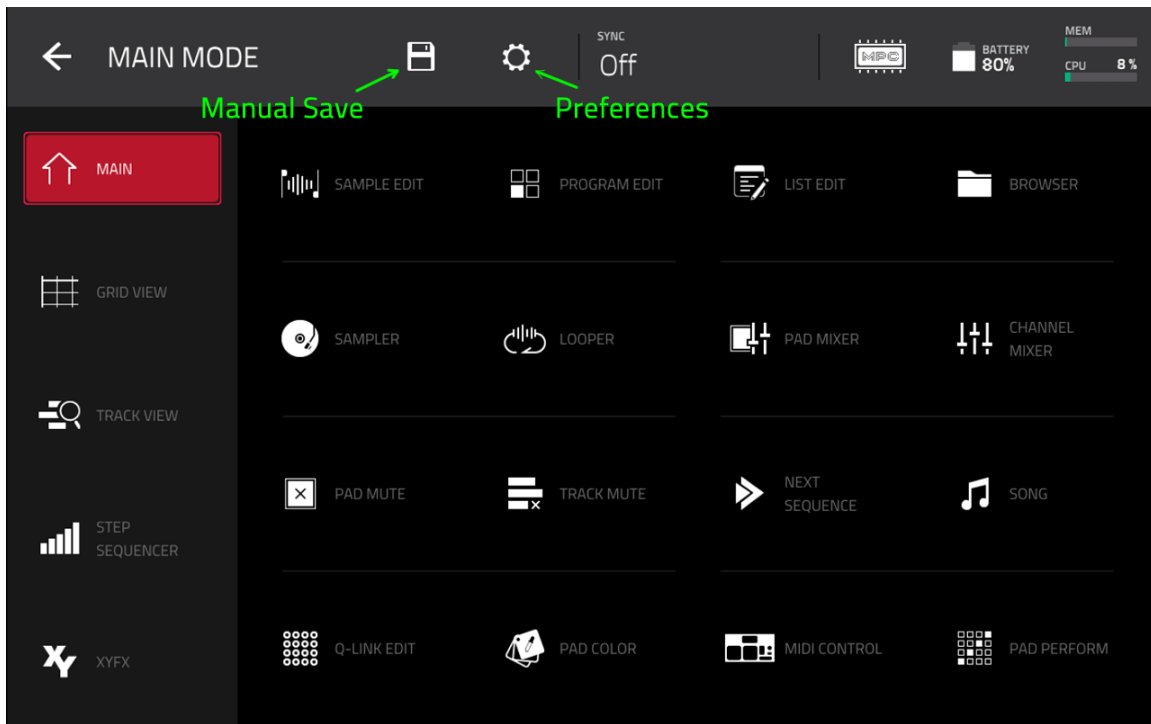 MAIN MODE
SYNC
Off
MPC
BATTERY
80%
MEM
CPU 8%
Manual Save
Preferences
MAIN
SAMPLE EDIT
PROGRAM EDIT
LIST EDIT
BROWSER
GRID VIEW
SAMPLER
LOOPER
PAD MIXER
CHANNEL
MIXER
TRACK VIEW
PAD MUTE
TRACK MUTE
NEXT
SEQUENCE
SONG
STEP
SEQUENCER
XY
XYFX
Q-LINK EDIT
PAD COLOR
MIDI CONTROL
PAD PERFORM